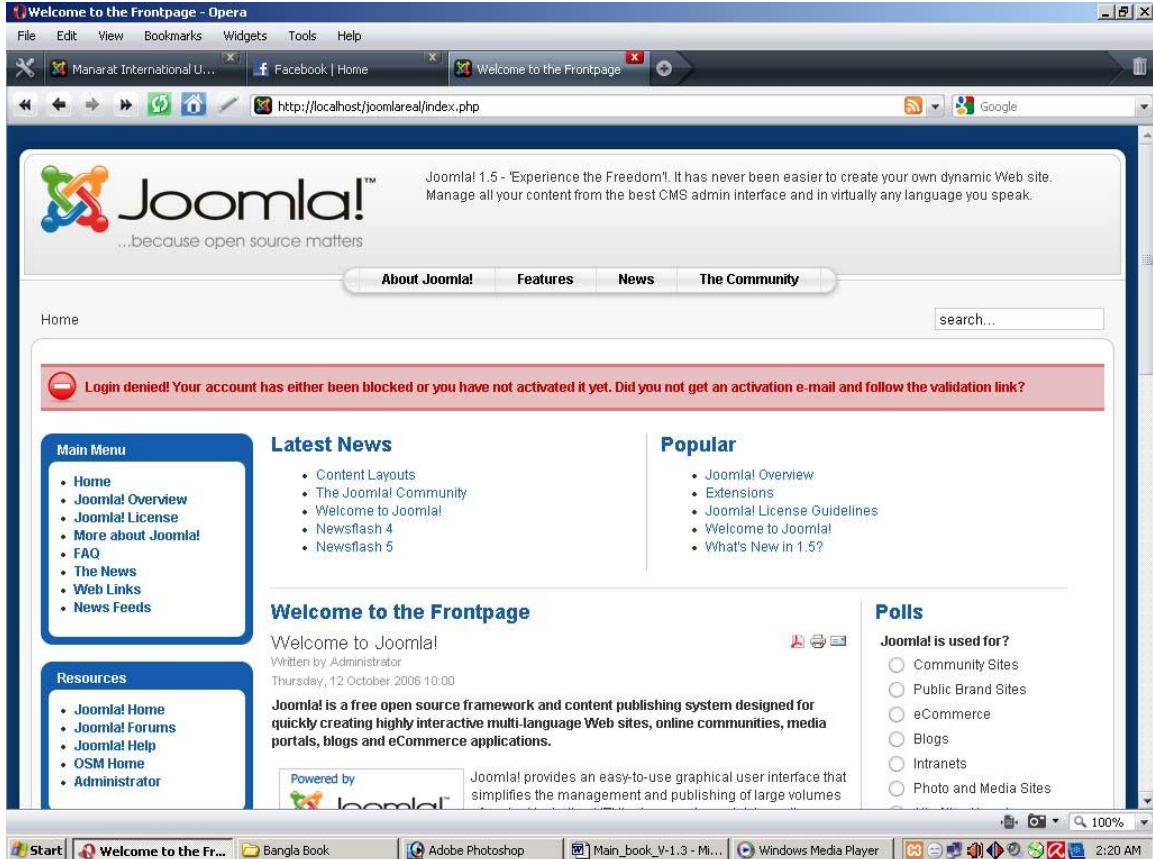 Welcome to the Frontpage - Opera
File Edit View Bookmarks Widgets Tools Help
Manarat International U... Facebook | Home Welcome to the Frontpage
http://localhost/joomlareal/index.php Google
Joomla!™
...because open source matters
Joomla! 1.5 - 'Experience the Freedom'!. It has never been easier to create your own dynamic Web site.
Manage all your content from the best CMS admin interface and in virtually any language you speak.
About Joomla! Features News The Community
Home search...
Login denied! Your account has either been blocked or you have not activated it yet. Did you not get an activation e-mail and follow the validation link?
Main Menu
Home
Joomla! Overview
Joomla! License
More about Joomla!
FAQ
The News
Web Links
News Feeds
Resources
Joomla! Home
Joomla! Forums
Joomla! Help
OSM Home
Administrator
Latest News
Content Layouts
The Joomla! Community
Welcome to Joomla!
Newsflash 4
Newsflash 5
Popular
Joomla! Overview
Extensions
Joomla! License Guidelines
Welcome to Joomla!
What's New in 1.5?
Welcome to the Frontpage
Welcome to Joomla!
Written by Administrator
Thursday, 12 October 2006 10:00
Joomla! is a free open source framework and content publishing system designed for
quickly creating highly interactive multi-language Web sites, online communities, media
portals, blogs and eCommerce applications.
Powered by
Joomla!™
Joomla! provides an easy-to-use graphical user interface that
simplifies the management and publishing of large volumes
Polls
Joomla! is used for?
Community Sites
Public Brand Sites
eCommerce
Blogs
Intranets
Photo and Media Sites
100%
Start Welcome to the Fr... Bangla Book Adobe Photoshop Main_book_V-1.3 - Mi... Windows Media Player 2:20 AM